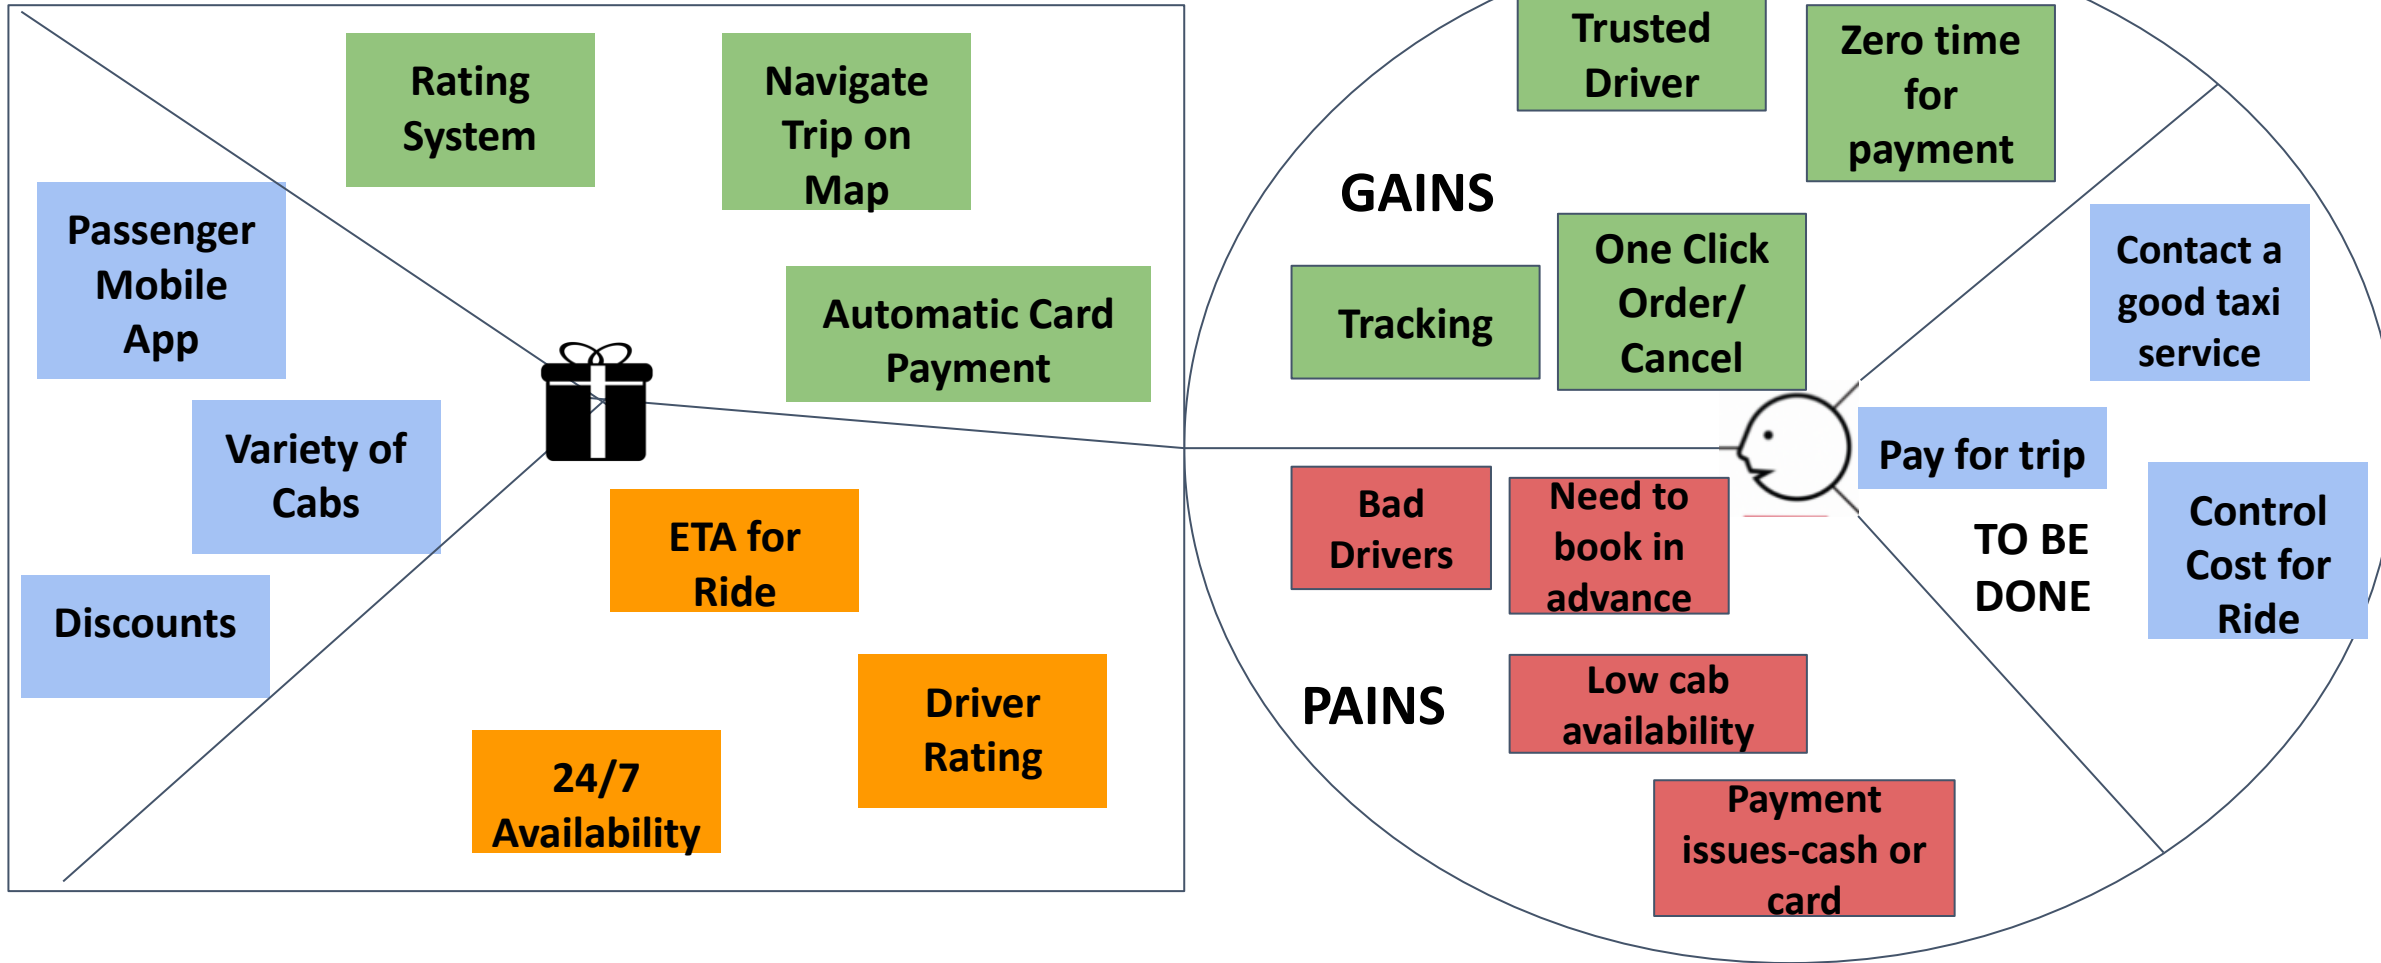 Rating
System
Navigate
Trip on
Map
Passenger
Mobile
App
Automatic Card
Payment
Variety of
Cabs
Discounts
ETA for
Ride
Driver
Rating
24/7
Availability
Trusted
Driver
Zero time
for
payment
GAINS
Tracking
One Click
Order/
Cancel
Contact a
good taxi
service
Pay for trip
TO BE
DONE
Control
Cost for
Ride
Bad
Drivers
Need to
book in
advance
PAINS
Low cab
availability
Payment
issues-cash or
card